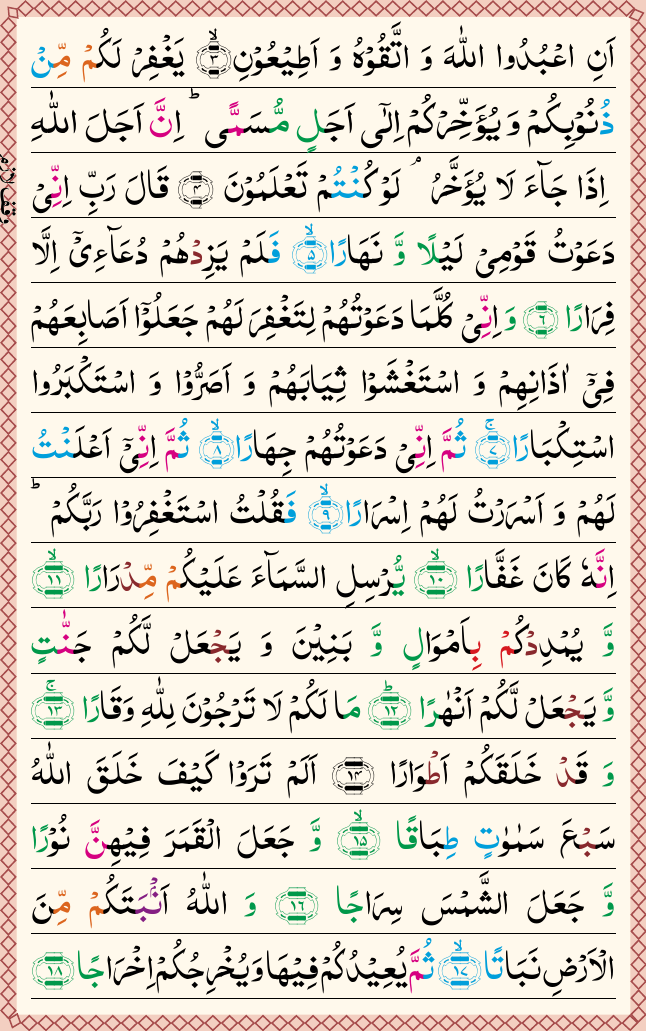 اَنِ اعْبُدُوا اللّٰهَ وَ اتَّقُوْهُ وَ اَطِيْعُوْنِۙ۝۳ يَغْفِرْ لَكُمْ مِّنْ
ذُنُوْبِكُمْ وَ يُؤَخِّرْكُمْ اِلٰۤى اَجَلٍ مُّسَمًّى ؕ اِنَّ اَجَلَ اللّٰهِ
اِذَا جَآءَ لَا يُؤَخَّرُ ۘ لَوْ كُنْتُمْ تَعْلَمُوْنَ ۝۴ قَالَ رَبِّ اِنِّيْ
دَعَوْتُ قَوْمِيْ لَيْلًا وَّ نَهَارًاۙ۝۵ فَلَمْ يَزِدْهُمْ دُعَآءِيْۤ اِلَّا
فِرَارًا ۝۶ وَ اِنِّيْ كُلَّمَا دَعَوْتُهُمْ لِتَغْفِرَ لَهُمْ جَعَلُوْۤا اَصَابِعَهُمْ
فِيْۤ اٰذَانِهِمْ وَ اسْتَغْشَوْا ثِيَابَهُمْ وَ اَصَرُّوْا وَ اسْتَكْبَرُوا
اسْتِكْبَارًاۚ۝۷ ثُمَّ اِنِّيْ دَعَوْتُهُمْ جِهَارًاۙ۝۸ ثُمَّ اِنِّيْۤ اَعْلَنْتُ
لَهُمْ وَ اَسْرَرْتُ لَهُمْ اِسْرَارًاۙ۝۹ فَقُلْتُ اسْتَغْفِرُوْا رَبَّكُمْ ؕ
اِنَّهٗ كَانَ غَفَّارًاۙ۝۱۰ يُّرْسِلِ السَّمَآءَ عَلَيْكُمْ مِّدْرَارًاۙ۝۱۱
وَّ يُمْدِدْكُمْ بِاَمْوَالٍ وَّ بَنِيْنَ وَ يَجْعَلْ لَّكُمْ جَنّٰتٍ
وَّ يَجْعَلْ لَّكُمْ اَنْهٰرًاؕ۝۱۲ مَا لَكُمْ لَا تَرْجُوْنَ لِلّٰهِ وَقَارًاۚ۝۱۳
وَ قَدْ خَلَقَكُمْ اَطْوَارًا ۝۱۴ اَلَمْ تَرَوْا كَيْفَ خَلَقَ اللّٰهُ
سَبْعَ سَمٰوٰتٍ طِبَاقًاۙ۝۱۵ وَّ جَعَلَ الْقَمَرَ فِيْهِنَّ نُوْرًا
وَّ جَعَلَ الشَّمْسَ سِرَاجًا ۝۱۶ وَ اللّٰهُ اَنْۢبَتَكُمْ مِّنَ
الْاَرْضِ نَبَاتًاۙ۝۱۷ ثُمَّ يُعِيْدُكُمْ فِيْهَا وَ يُخْرِجُكُمْ اِخْرَاجًا ۝۱۸